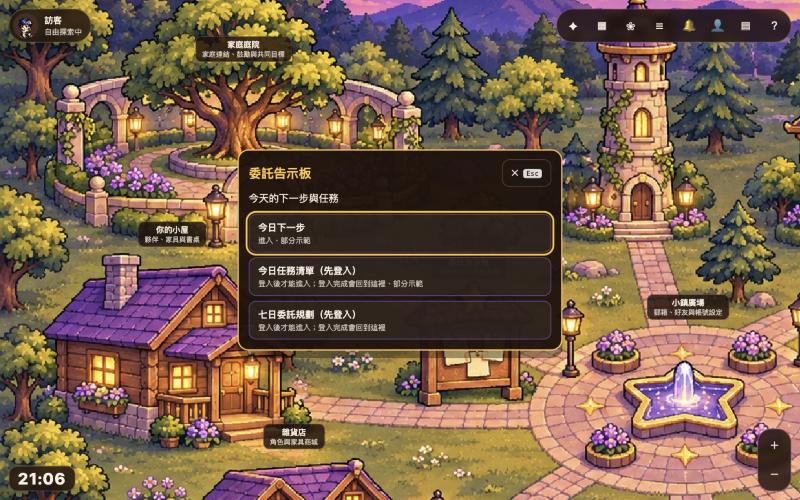 訪客
自由探索中
?
家庭庭院
家庭連結、鼓勵與共同目標
委託告示板
× Esc
今天的下一步與任務
今日下一步
進入 · 部分示範
今日任務清單（先登入）
登入後才能進入；登入完成會回到這裡 · 部分示範
七日委託規劃（先登入）
登入後才能進入；登入完成會回到這裡
你的小屋
夥伴、家具與書桌
小鎮廣場
郵箱、好友與帳號設定
雜貨店
角色與家具商城
21:06
+
−